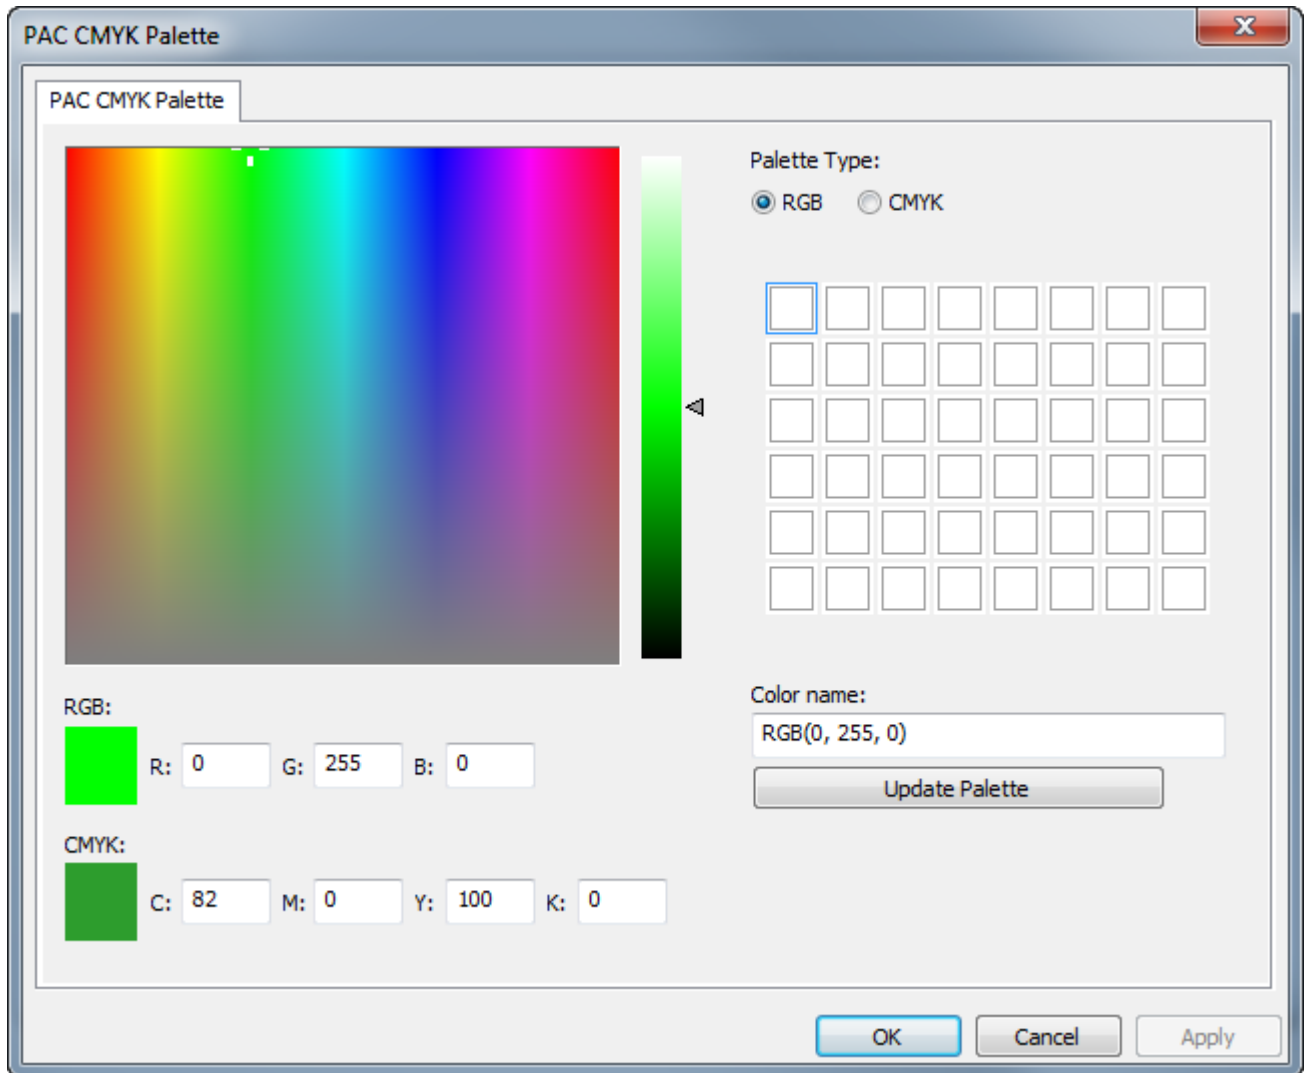 PAC CMYK Palette
PAC CMYK Palette
Palette Type:
RGB CMYK
RGB:
R: 0 G: 255 B: 0
CMYK:
C: 82 M: 0 Y: 100 K: 0
Color name:
RGB(0, 255, 0)
Update Palette
OK Cancel Apply